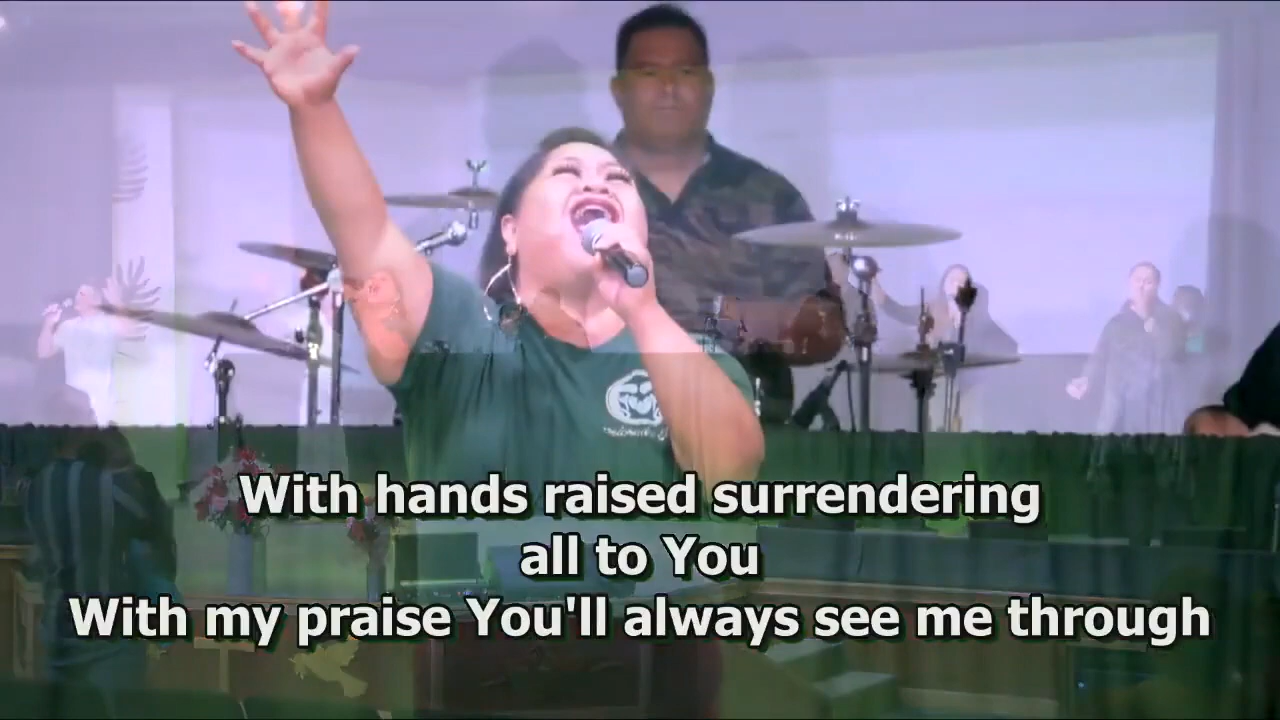 With hands raised surrendering
all to You
With my praise You'll always see me through